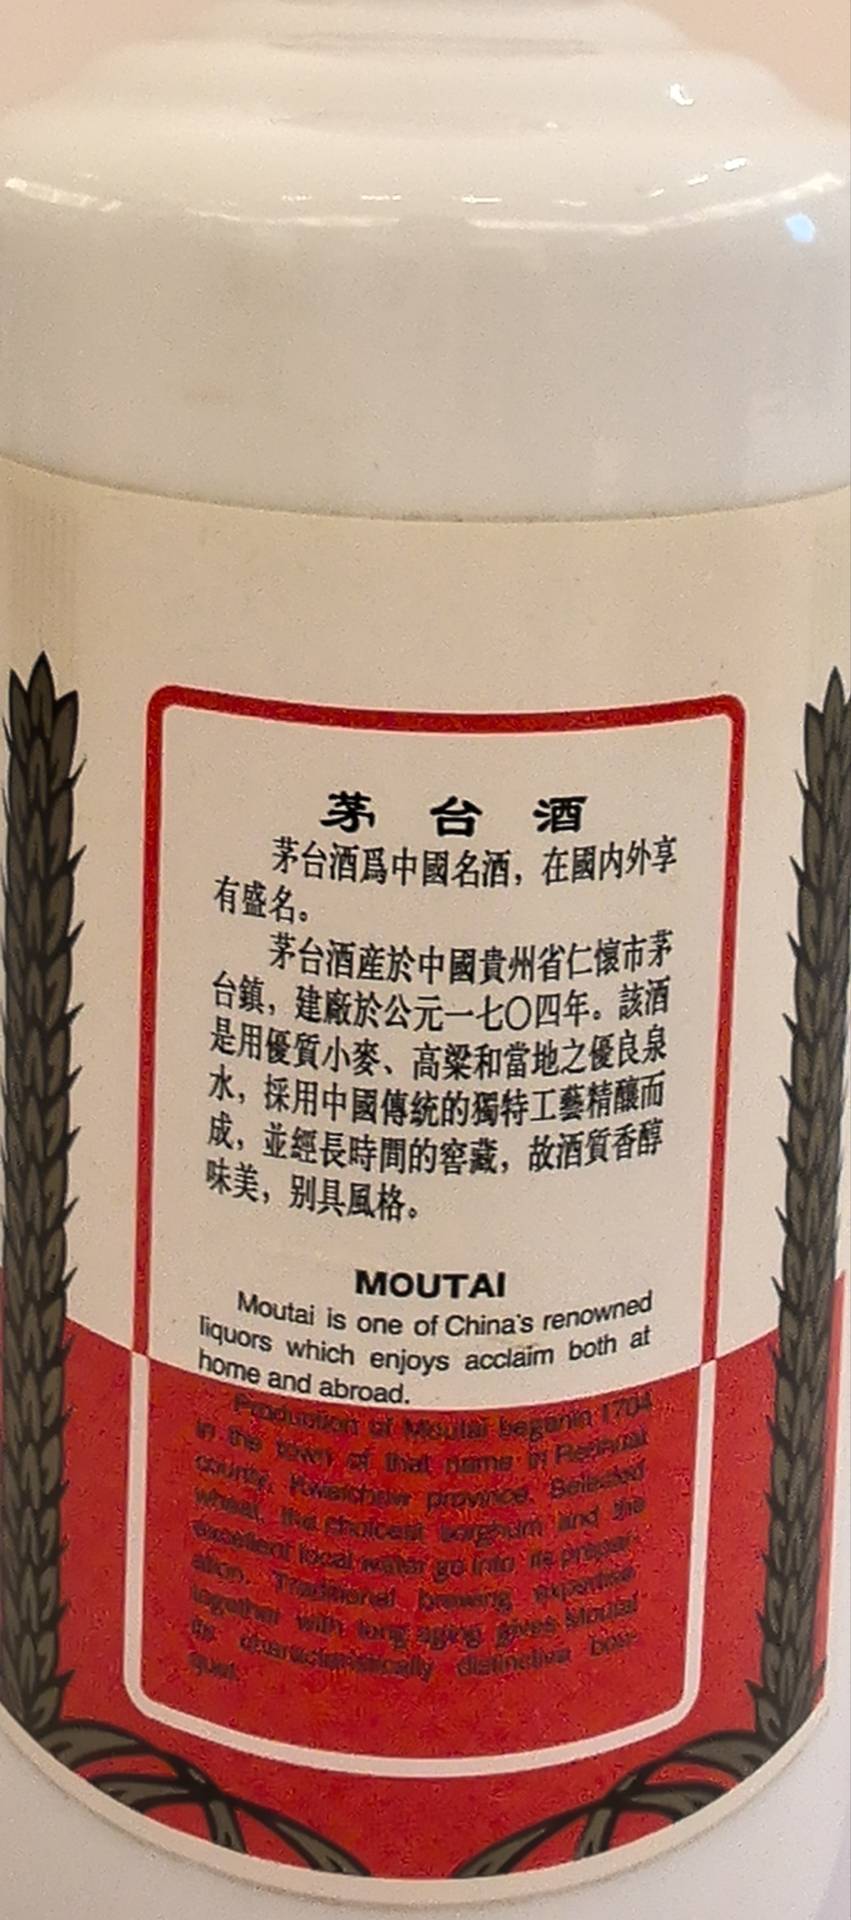 茅台酒
茅台酒爲中國名酒，在國内外享
有盛名。
茅台酒産於中國貴州省仁懷市茅
台鎮，建廠於公元一七〇四年。該酒
是用優質小麥、高粱和當地之優良泉
水，採用中國傳統的獨特工藝精釀而
成，並經長時間的窖藏，故酒質香醇
味美，别具風格。
MOUTAI
Moutai is one of China's renowned
liquors which enjoys acclaim both at
home and abroad.
Production of Moutai began in 1704
in the town of that name in Renhuai
county, Kweichow province. Selected
wheat, the choicest sorghum and the
excellent local water go into its prepar-
ation. Traditional brewing expertise
together with long aging gives Moutai
its characteristically distinctive bou-
quet.